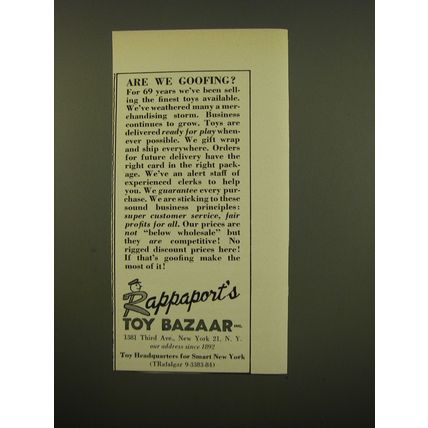 ARE WE GOOFING?
For 69 years we've been sell-
ing the finest toys available.
We've weathered many a mer-
chandising storm. Business
continues to grow. Toys are
delivered ready for play when-
ever possible. We gift wrap
and ship everywhere. Orders
for future delivery have the
right card in the right pack-
age. We've an alert staff of
experienced clerks to help
you. We guarantee every pur-
chase. We are sticking to these
sound business principles:
super customer service, fair
profits for all. Our prices are
not "below wholesale" but
they are competitive! No
rigged discount prices here!
If that's goofing make the
most of it!
Rappaport's
TOY BAZAAR INC.
1381 Third Ave., New York 21, N. Y.
our address since 1892
Toy Headquarters for Smart New York
(TRafalgar 9-3383-84)